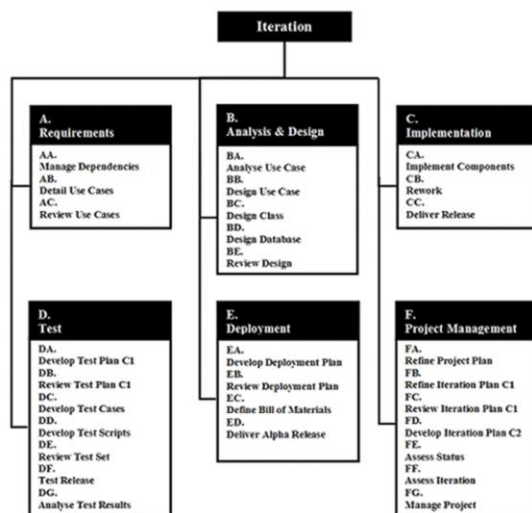 Iteration
A.
Requirements
AA.
Manage Dependencies
AB.
Detail Use Cases
AC.
Review Use Cases
B.
Analysis & Design
BA.
Analyse Use Case
BB.
Design Use Case
BC.
Design Class
BD.
Design Database
BE.
Review Design
C.
Implementation
CA.
Implement Components
CB.
Rework
CC.
Deliver Release
D.
Test
DA.
Develop Test Plan C1
DB.
Review Test Plan C1
DC.
Develop Test Cases
DD.
Develop Test Scripts
DE.
Review Test Set
DF.
Test Release
DG.
Analyse Test Results
E.
Deployment
EA.
Develop Deployment Plan
EB.
Review Deployment Plan
EC.
Define Bill of Materials
ED.
Deliver Alpha Release
F.
Project Management
FA.
Refine Project Plan
FB.
Refine Iteration Plan C1
FC.
Review Iteration Plan C1
FD.
Develop Iteration Plan C2
FE.
Assess Status
FF.
Assess Iteration
FG.
Manage Project